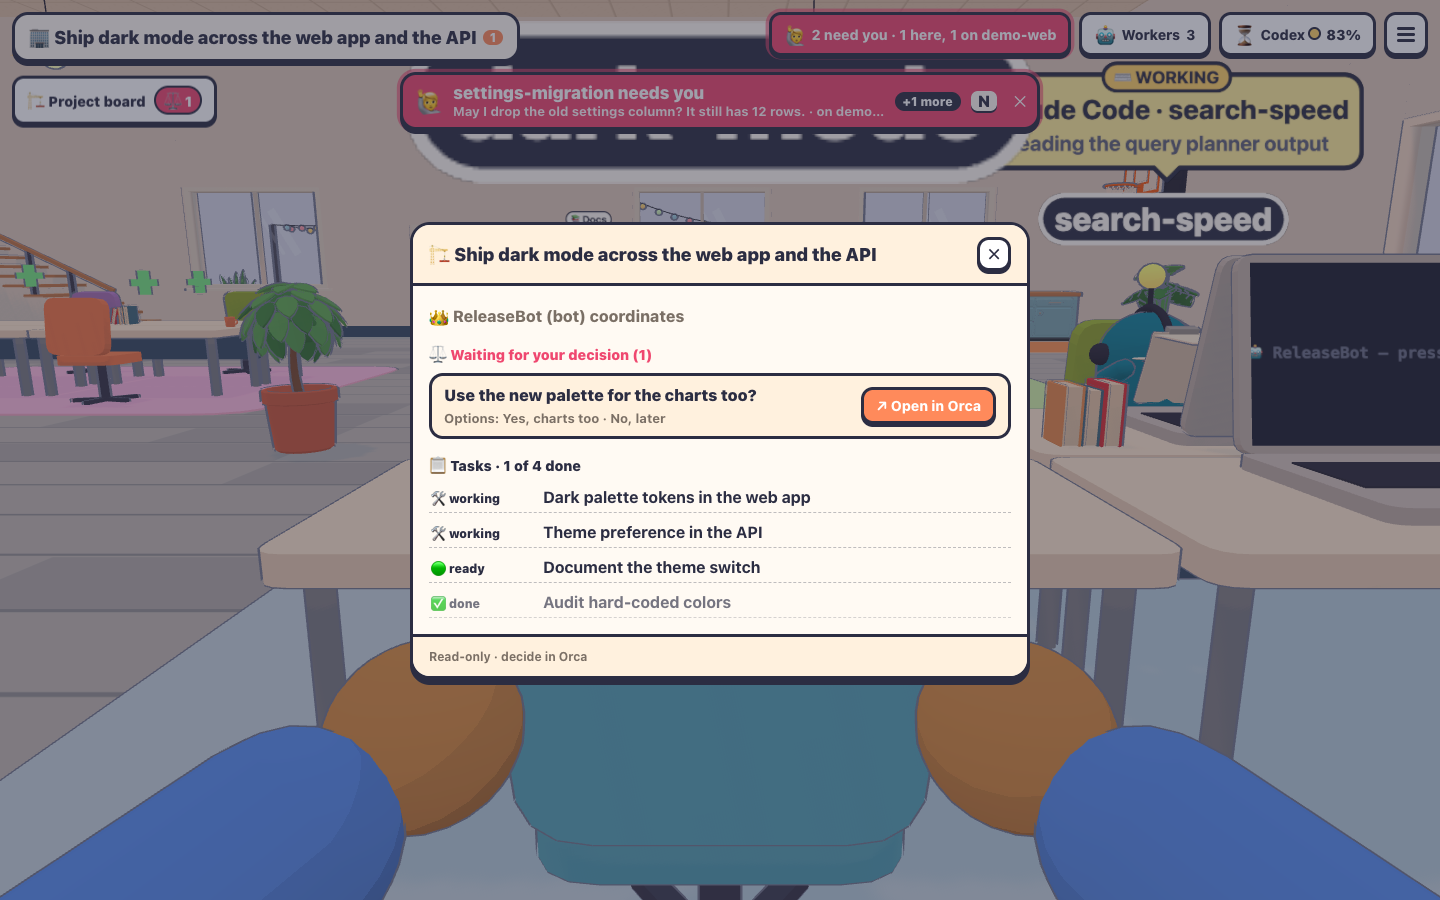 Ship dark mode across the web app and the API 1
2 need you · 1 here, 1 on demo-web
Workers 3
Codex 83%
Project board 1
settings-migration needs you
May I drop the old settings column? It still has 12 rows. · on demo...
+1 more
N
WORKING
de Code · search-speed
eading the query planner output
search-speed
Docs
Ship dark mode across the web app and the API
ReleaseBot (bot) coordinates
Waiting for your decision (1)
Use the new palette for the charts too?
Options: Yes, charts too · No, later
↗ Open in Orca
Tasks · 1 of 4 done
working Dark palette tokens in the web app
working Theme preference in the API
ready Document the theme switch
done Audit hard-coded colors
Read-only · decide in Orca
ReleaseBot — press